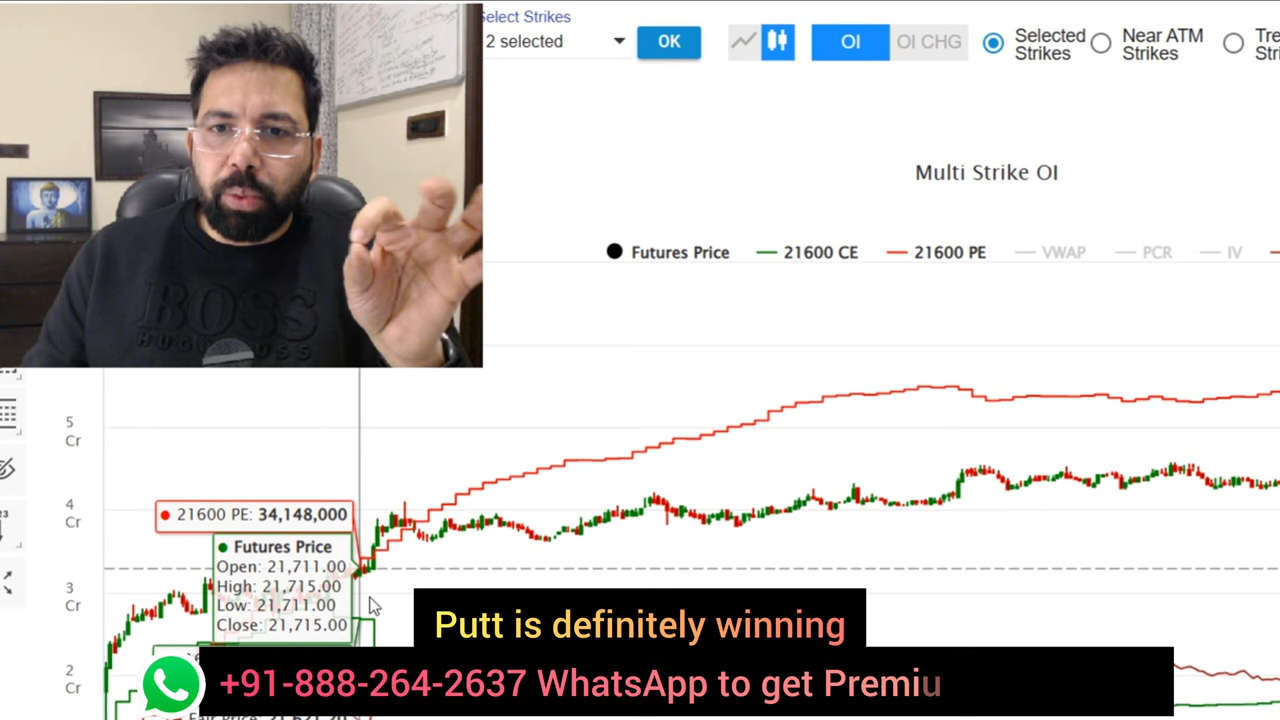 Select Strikes
2 selected
OK
OI
OI CHG
Selected
Strikes
Near ATM
Strikes
Multi Strike OI
Futures Price
21600 CE
21600 PE
VWAP
PCR
IV
BOSS
5
Cr
4
Cr
3
Cr
2
Cr
21600 PE: 34,148,000
Futures Price
Open: 21,711.00
High: 21,715.00
Low: 21,711.00
Close: 21,715.00
Putt is definitely winning
+91-888-264-2637 WhatsApp to get Premiu